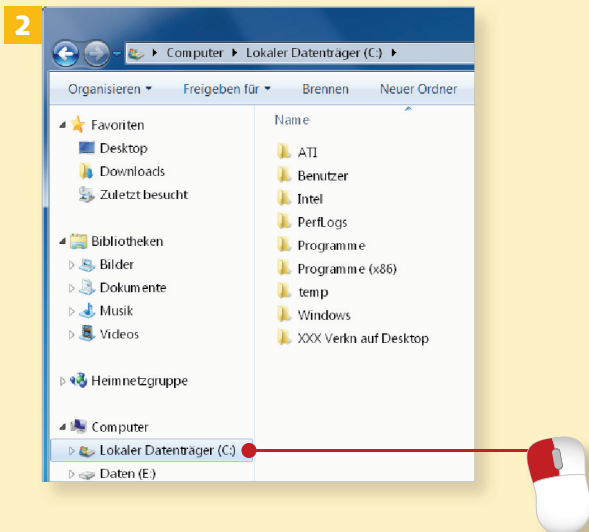 2
Computer Lokaler Datenträger (C:)
Organisieren Freigeben für Brennen Neuer Ordner
Favoriten
Desktop
Downloads
Zuletzt besucht
Bibliotheken
Bilder
Dokumente
Musik
Videos
Heimnetzgruppe
Computer
Lokaler Datenträger (C:)
Daten (E:)
Name
ATI
Benutzer
Intel
PerfLogs
Programme
Programme (x86)
temp
Windows
XXX Verkn auf Desktop